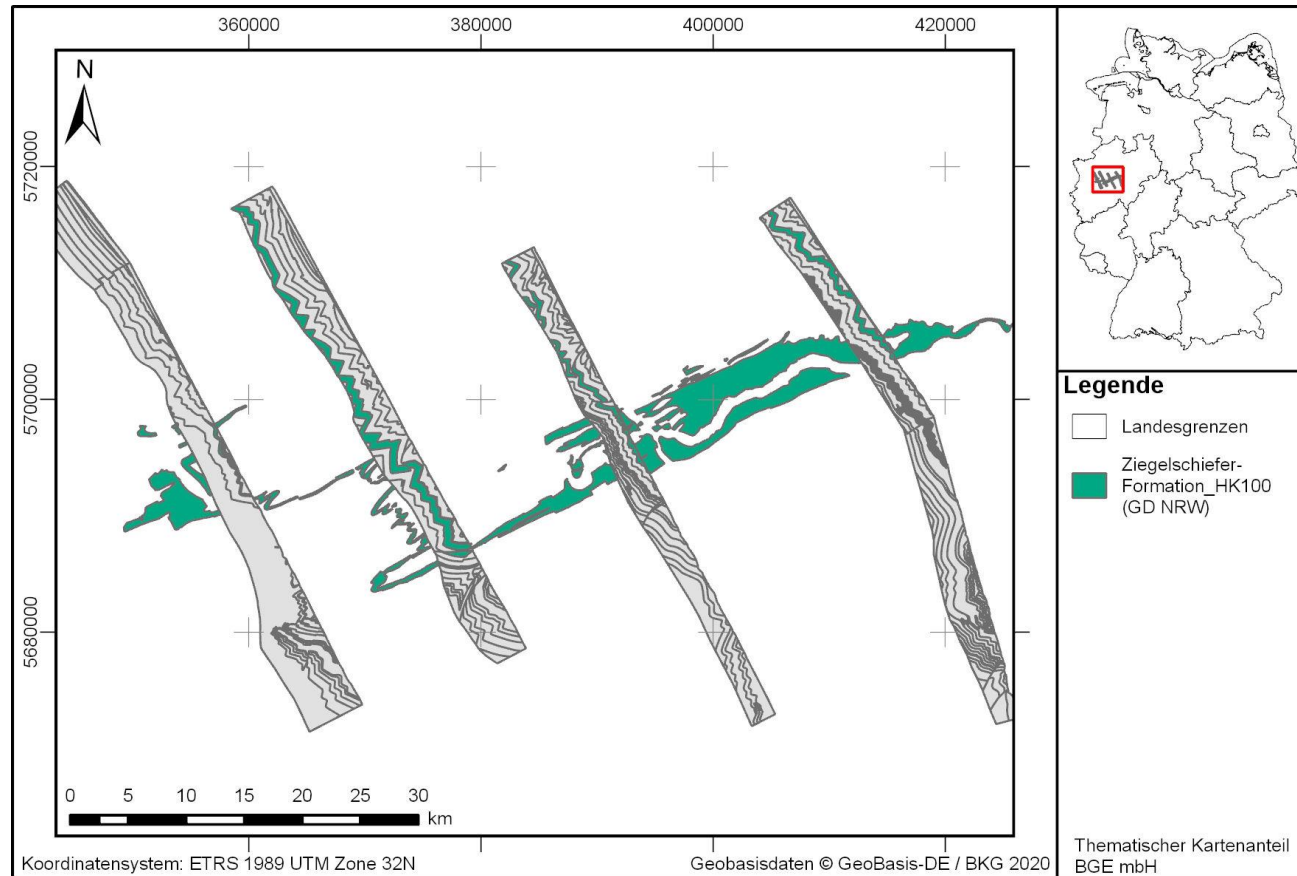 360000 380000 400000 420000
N
5720000
5700000
5680000
0 5 10 15 20 25 30
km
Koordinatensystem: ETRS 1989 UTM Zone 32N
Geobasisdaten © GeoBasis-DE / BKG 2020
Legende
Landesgrenzen
Ziegelschiefer-
Formation_HK100
(GD NRW)
Thematischer Kartenanteil
BGE mbH